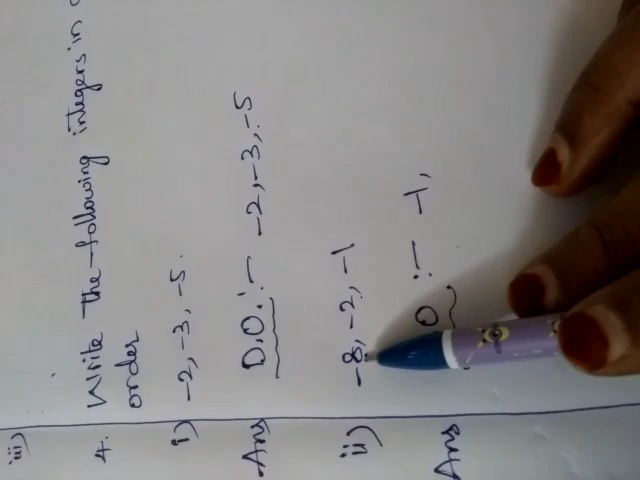 iii)
4. Write the following integers in
order
i) -2, -3, -5.
Ans D.O. :- -2, -3, -5
ii) -8, -2, -1
Ans O :- -1,